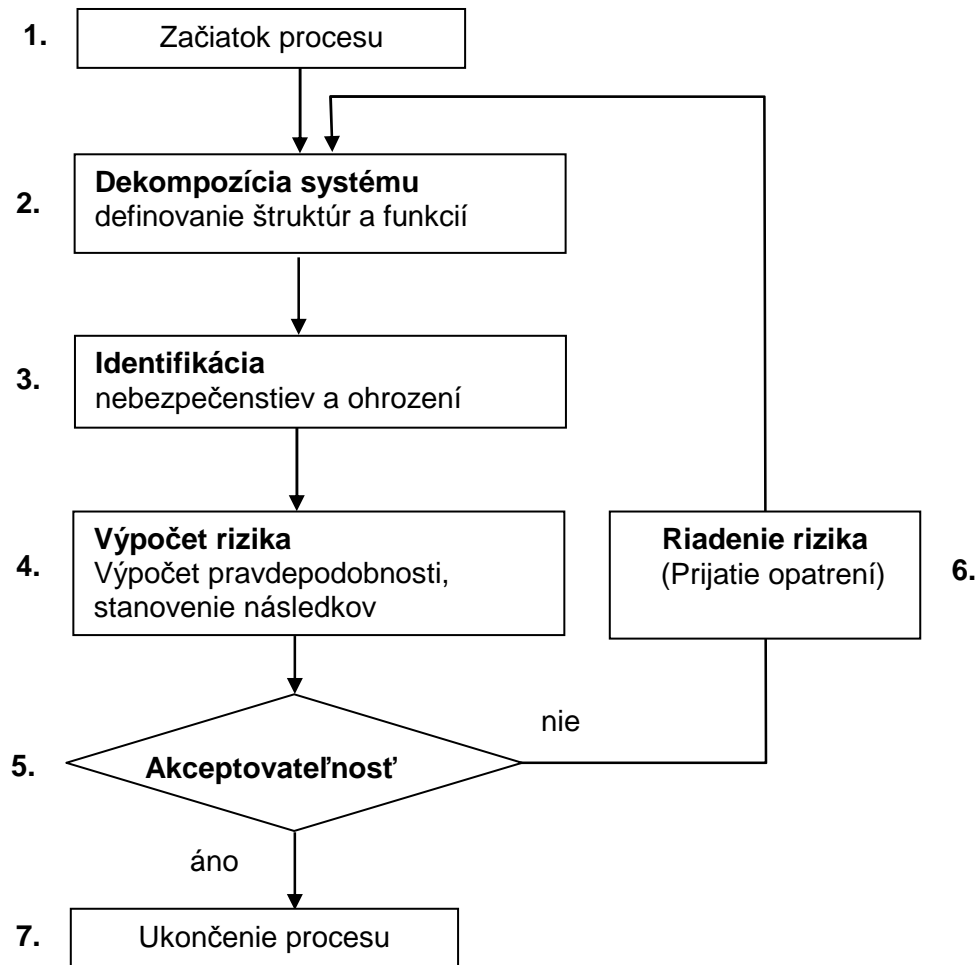 1.
Začiatok procesu
2.
Dekompozícia systému
definovanie štruktúr a funkcií
3.
Identifikácia
nebezpečenstiev a ohrození
4.
Výpočet rizika
Výpočet pravdepodobnosti,
stanovenie následkov
Riadenie rizika
(Prijatie opatrení)
6.
nie
5.
Akceptovateľnosť
áno
7.
Ukončenie procesu